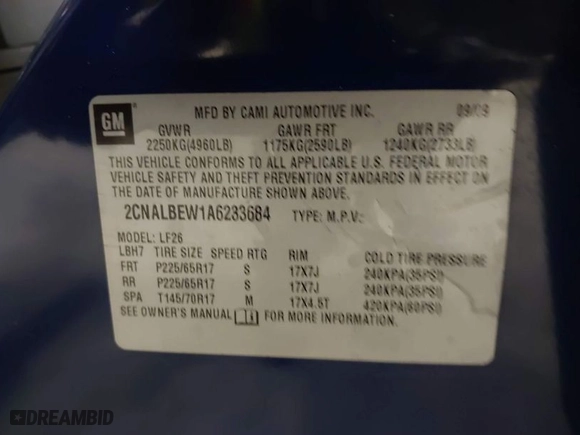 GM
MFD BY CAMI AUTOMOTIVE INC. 09/09
GVWR GAWR FRT GAWR RR
2250KG(4960LB) 1175KG(2590LB) 1240KG(2733LB)
THIS VEHICLE CONFORMS TO ALL APPLICABLE U.S. FEDERAL MOTOR
VEHICLE SAFETY AND THEFT PREVENTION STANDARDS IN EFFECT ON
THE DATE OF MANUFACTURE SHOWN ABOVE.
2CNALBEW1A6233684 TYPE: M.P.V.
MODEL: LF26
LBH7 TIRE SIZE SPEED RTG RIM COLD TIRE PRESSURE
FRT P225/65R17 S 17X7J 240KPA(35PSI)
RR P225/65R17 S 17X7J 240KPA(35PSI)
SPA T145/70R17 M 17X4.5T 420KPA(60PSI)
SEE OWNER'S MANUAL FOR MORE INFORMATION.
DREAMBID